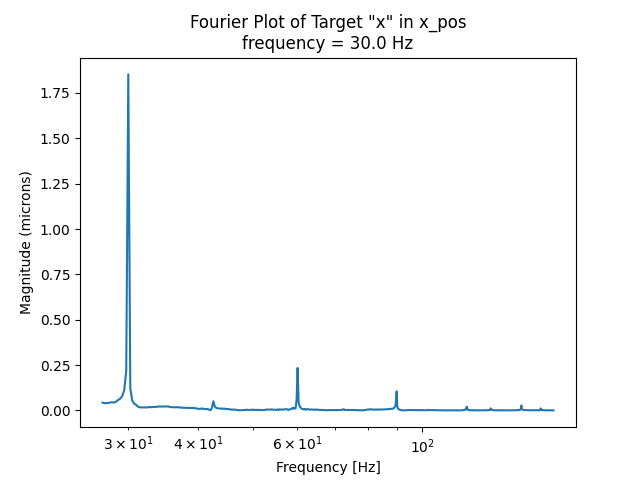 Fourier Plot of Target "x" in x_pos
frequency = 30.0 Hz
Magnitude (microns)
1.75
1.50
1.25
1.00
0.75
0.50
0.25
0.00
3 × 10¹ 4 × 10¹ 6 × 10¹ 10²
Frequency [Hz]